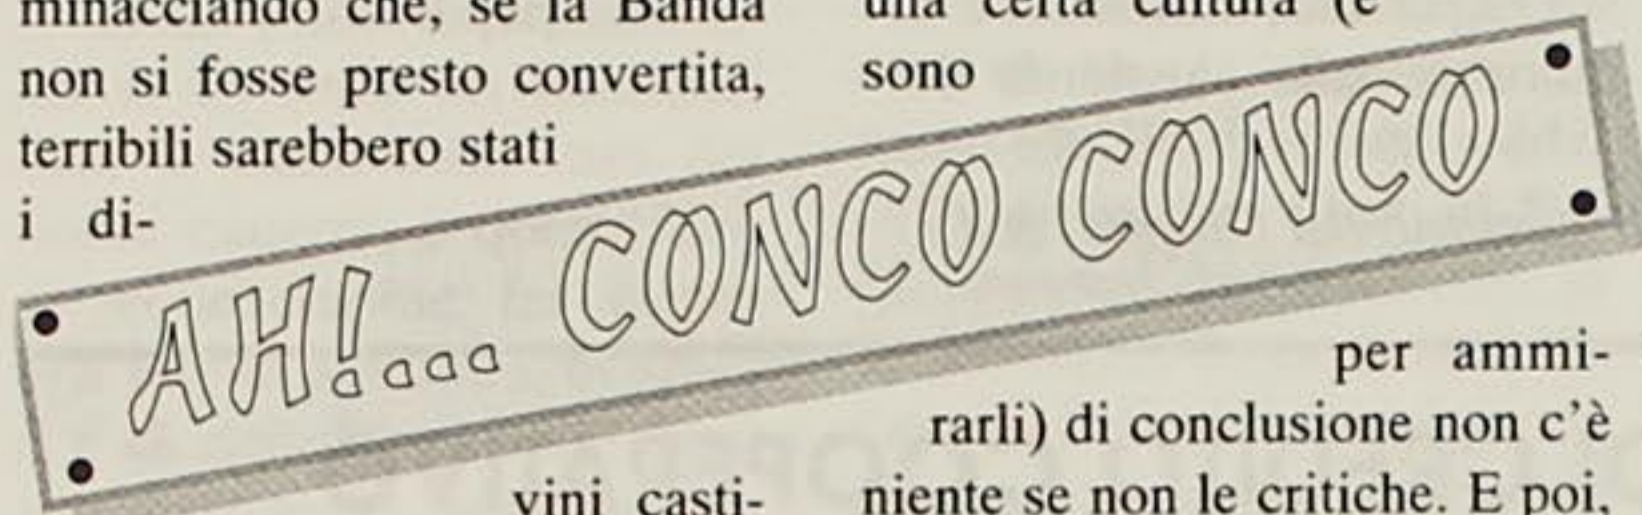 minacciando che, se la Banda
non si fosse presto convertita,
terribili sarebbero stati
i di-
vini casti-
una certa cultura (e
sono
per ammi-
rarli) di conclusione non c'è
niente se non le critiche. E poi,
AH!... CONCO CONCO